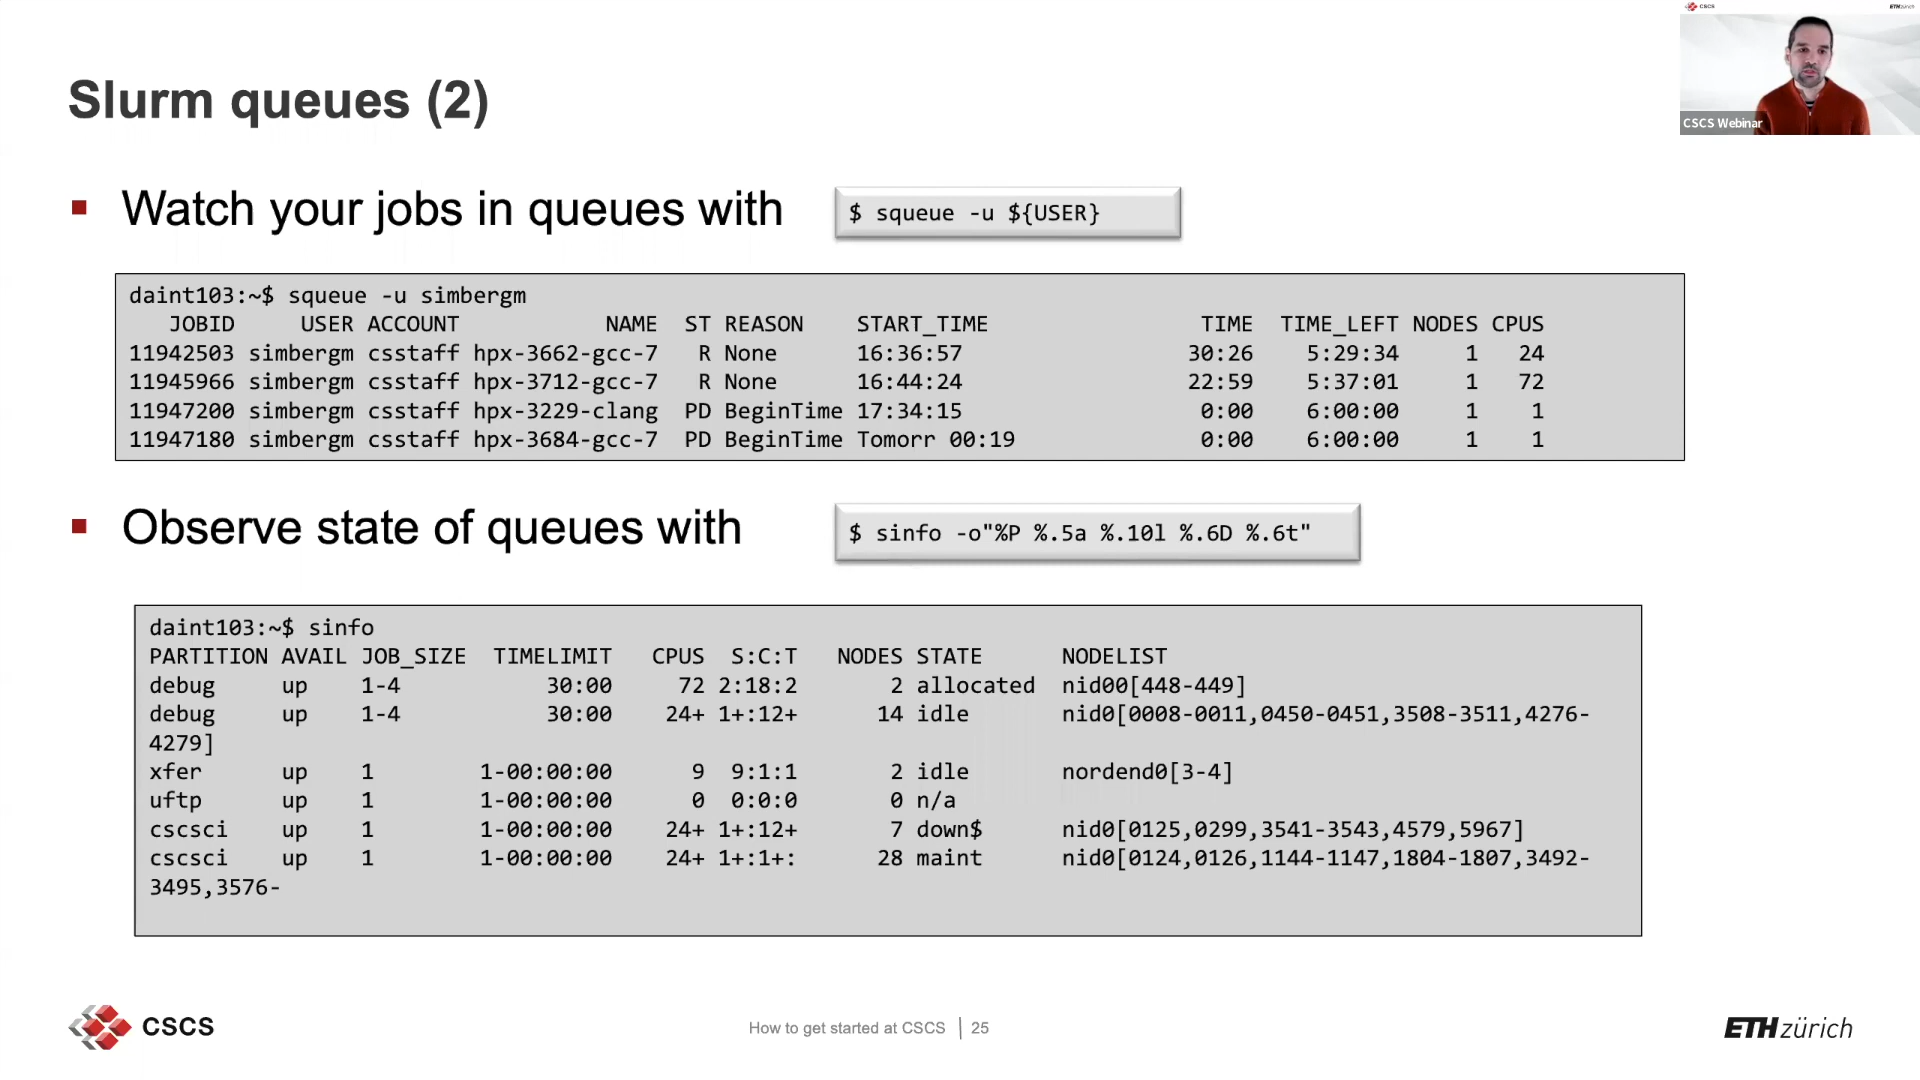 CSCS
ETHzürich
CSCS Webinar
Slurm queues (2)
▪ Watch your jobs in queues with
$ squeue -u ${USER}
daint103:~$ squeue -u simbergm
JOBID USER ACCOUNT NAME ST REASON START_TIME TIME TIME_LEFT NODES CPUS
11942503 simbergm csstaff hpx-3662-gcc-7 R None 16:36:57 30:26 5:29:34 1 24
11945966 simbergm csstaff hpx-3712-gcc-7 R None 16:44:24 22:59 5:37:01 1 72
11947200 simbergm csstaff hpx-3229-clang PD BeginTime 17:34:15 0:00 6:00:00 1 1
11947180 simbergm csstaff hpx-3684-gcc-7 PD BeginTime Tomorr 00:19 0:00 6:00:00 1 1
▪ Observe state of queues with
$ sinfo -o"%P %.5a %.10l %.6D %.6t"
daint103:~$ sinfo
PARTITION AVAIL JOB_SIZE TIMELIMIT CPUS S:C:T NODES STATE NODELIST
debug up 1-4 30:00 72 2:18:2 2 allocated nid00[448-449]
debug up 1-4 30:00 24+ 1+:12+ 14 idle nid0[0008-0011,0450-0451,3508-3511,4276-
4279]
xfer up 1 1-00:00:00 9 9:1:1 2 idle nordend0[3-4]
uftp up 1 1-00:00:00 0 0:0:0 0 n/a
cscsci up 1 1-00:00:00 24+ 1+:12+ 7 down$ nid0[0125,0299,3541-3543,4579,5967]
cscsci up 1 1-00:00:00 24+ 1+:1+: 28 maint nid0[0124,0126,1144-1147,1804-1807,3492-
3495,3576-
CSCS
How to get started at CSCS | 25
ETHzürich